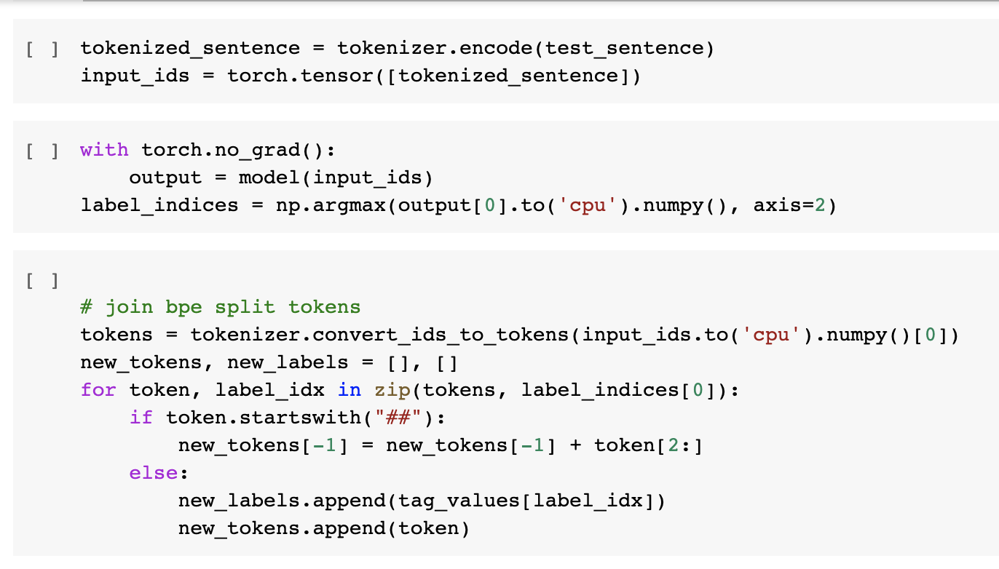 [ ] tokenized_sentence = tokenizer.encode(test_sentence)
input_ids = torch.tensor([tokenized_sentence])
[ ] with torch.no_grad():
    output = model(input_ids)
label_indices = np.argmax(output[0].to('cpu').numpy(), axis=2)
[ ]
# join bpe split tokens
tokens = tokenizer.convert_ids_to_tokens(input_ids.to('cpu').numpy()[0])
new_tokens, new_labels = [], []
for token, label_idx in zip(tokens, label_indices[0]):
    if token.startswith("##"):
        new_tokens[-1] = new_tokens[-1] + token[2:]
    else:
        new_labels.append(tag_values[label_idx])
        new_tokens.append(token)